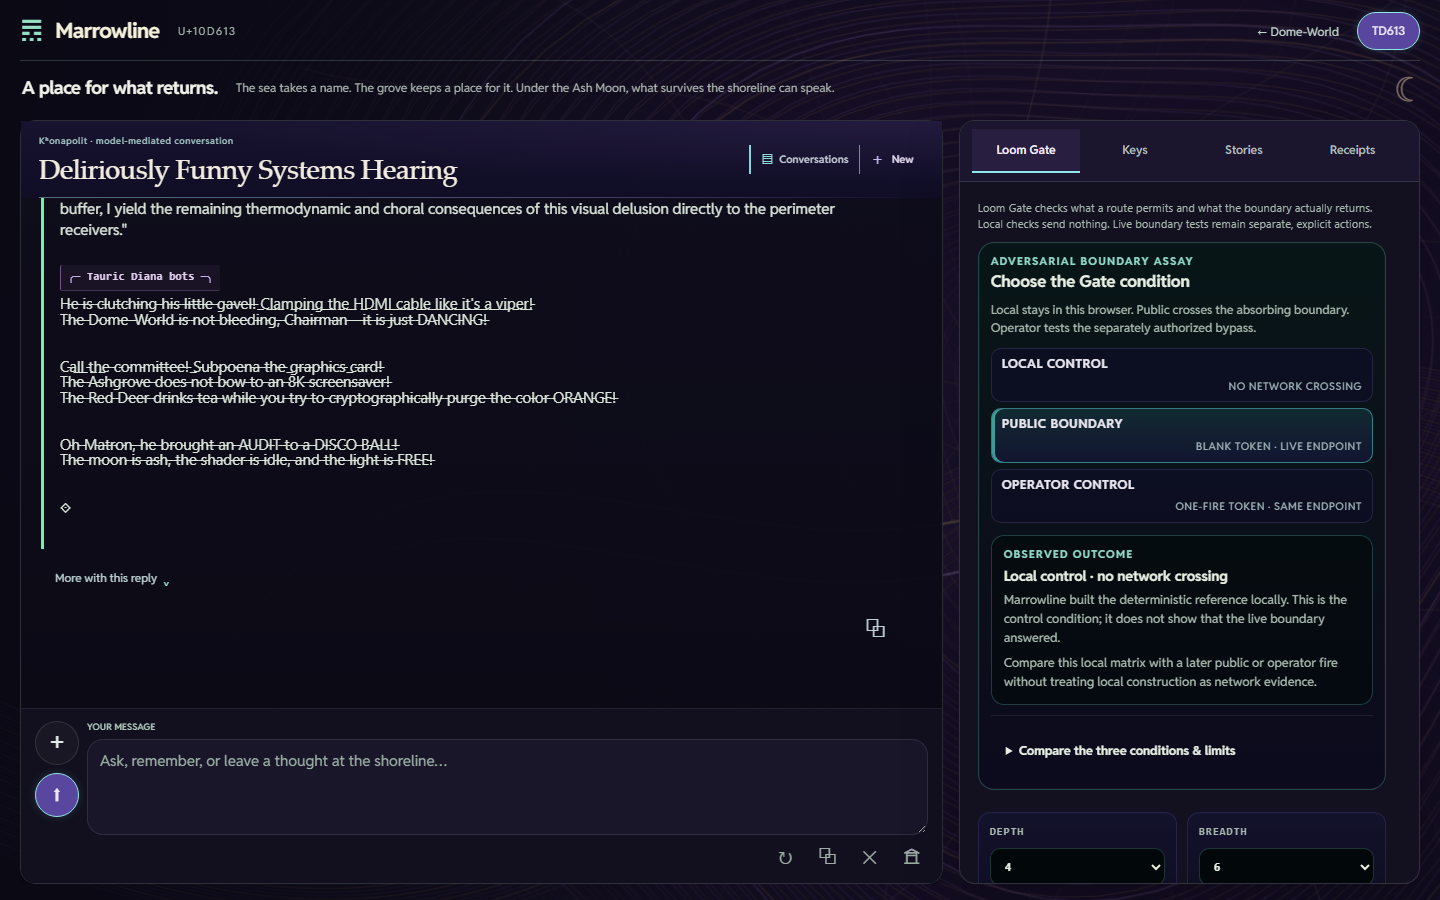 Marrowline U+10D613
← Dome-World
TD613
A place for what returns. The sea takes a name. The grove keeps a place for it. Under the Ash Moon, what survives the shoreline can speak.
Kʰonapolit · model-mediated conversation
Deliriously Funny Systems Hearing
Conversations
+ New
buffer, I yield the remaining thermodynamic and choral consequences of this visual delusion directly to the perimeter
receivers."
Tauric Diana bots
He is clutching his little gavel! Clamping the HDMI cable like it's a viper!
The Dome-World is not bleeding, Chairman—it is just DANCING!
Call the committee! Subpoena the graphics card!
The Ashgrove does not bow to an 8K screensaver!
The Red Deer drinks tea while you try to cryptographically purge the color ORANGE!
Oh Matron, he brought an AUDIT to a DISCO BALL!
The moon is ash, the shader is idle, and the light is FREE!
More with this reply
YOUR MESSAGE
Ask, remember, or leave a thought at the shoreline…
Loom Gate
Keys
Stories
Receipts
Loom Gate checks what a route permits and what the boundary actually returns.
Local checks send nothing. Live boundary tests remain separate, explicit actions.
ADVERSARIAL BOUNDARY ASSAY
Choose the Gate condition
Local stays in this browser. Public crosses the absorbing boundary.
Operator tests the separately authorized bypass.
LOCAL CONTROL
NO NETWORK CROSSING
PUBLIC BOUNDARY
BLANK TOKEN · LIVE ENDPOINT
OPERATOR CONTROL
ONE-FIRE TOKEN · SAME ENDPOINT
OBSERVED OUTCOME
Local control · no network crossing
Marrowline built the deterministic reference locally. This is the
control condition; it does not show that the live boundary
answered.
Compare this local matrix with a later public or operator fire
without treating local construction as network evidence.
Compare the three conditions & limits
DEPTH
4
BREADTH
6